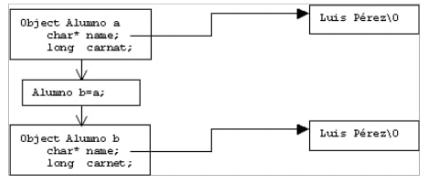 Object Alumno a
char* name;
long carnat;
Luis Pérez\0
Alumno b=a;
Object Alumno b
char* name;
long carnet;
Luis Pérez\0